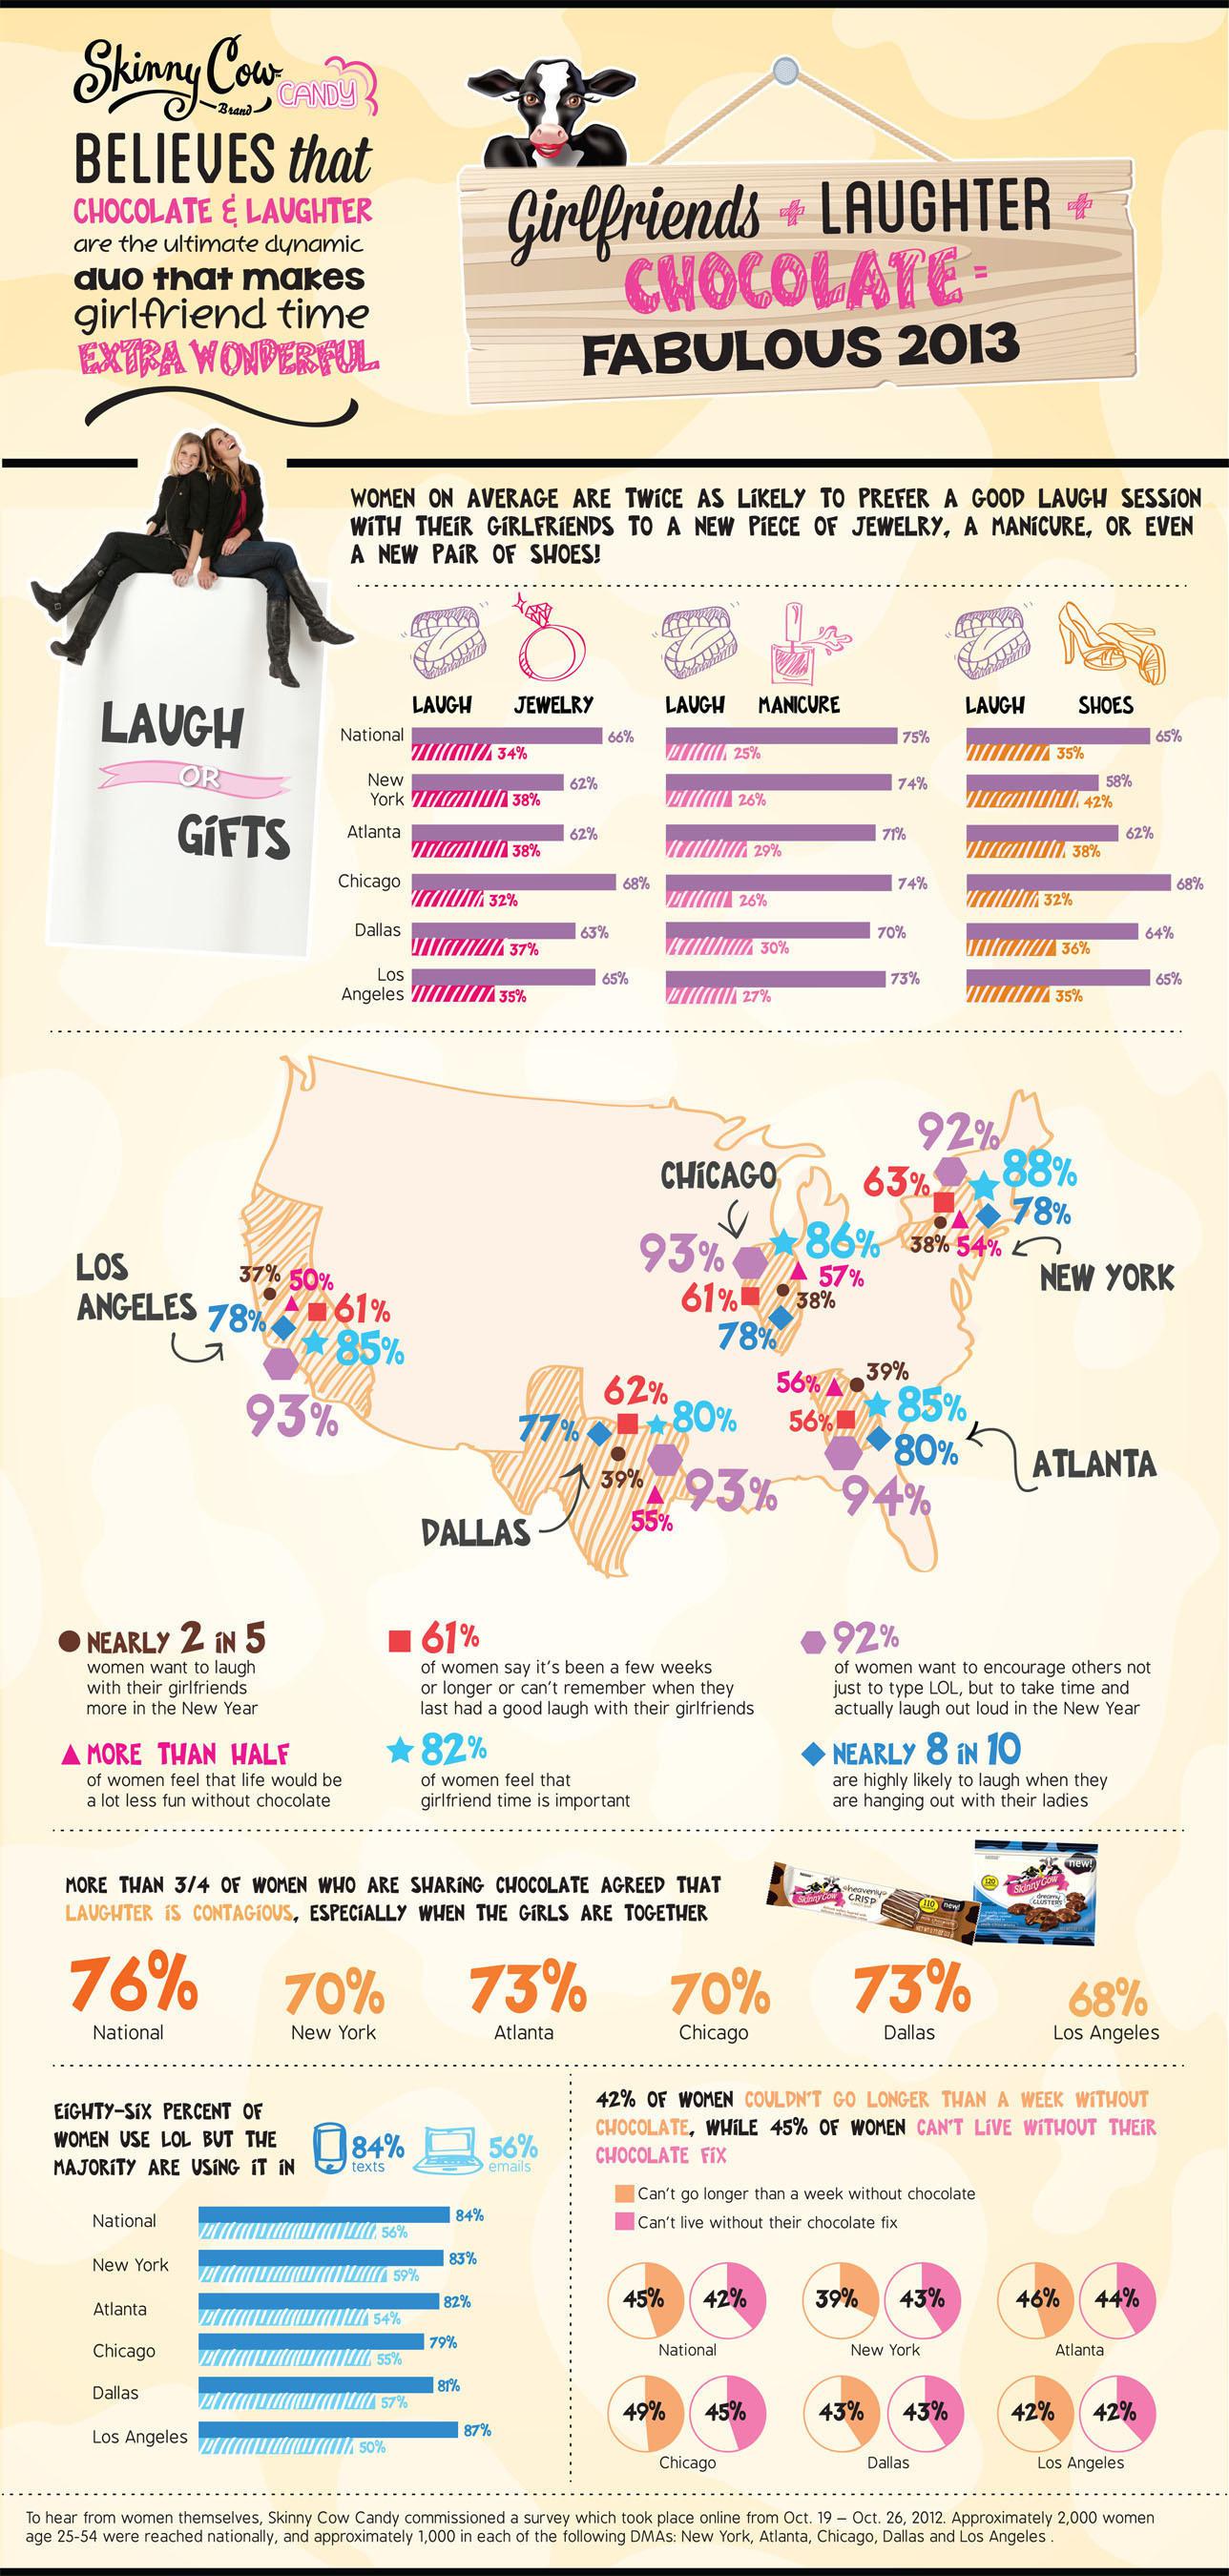 Skinny Cow
Brand
CANDY
BELIEVES that
CHOCOLATE & LAUGHTER
are the ultimate dynamic
duo that makes
girlfriend time
EXTRA WONDERFUL
Girlfriends + LAUGHTER +
CHOCOLATE =
FABULOUS 2013
WOMEN ON AVERAGE ARE TWICE AS LIKELY TO PREFER A GOOD LAUGH SESSION
WITH THEIR GIRLFRIENDS TO A NEW PIECE OF JEWELRY, A MANICURE, OR EVEN
A NEW PAIR OF SHOES!
LAUGH
OR
GIFTS
LAUGH JEWELRY LAUGH MANICURE LAUGH SHOES
National 66% 75% 65%
34% 25% 35%
New 62% 74% 58%
York 38% 26% 42%
Atlanta 62% 71% 62%
38% 29% 38%
Chicago 68% 74% 68%
32% 26% 32%
Dallas 63% 70% 64%
37% 30% 36%
Los 65% 73% 65%
Angeles 35% 27% 35%
CHICAGO
93% 86%
57%
61% 38%
78%
92%
63% 88%
78%
38% 54%
NEW YORK
LOS
ANGELES
37% 50%
78% 61%
85%
93%
DALLAS
62%
77% 80%
39% 93%
55%
ATLANTA
56% 39%
56% 85%
80%
94%
NEARLY 2 IN 5
women want to laugh
with their girlfriends
more in the New Year
61%
of women say it's been a few weeks
or longer or can't remember when they
last had a good laugh with their girlfriends
92%
of women want to encourage others not
just to type LOL, but to take time and
actually laugh out loud in the New Year
MORE THAN HALF
of women feel that life would be
a lot less fun without chocolate
82%
of women feel that
girlfriend time is important
NEARLY 8 IN 10
are highly likely to laugh when they
are hanging out with their ladies
MORE THAN 3/4 OF WOMEN WHO ARE SHARING CHOCOLATE AGREED THAT
LAUGHTER IS CONTAGIOUS, ESPECIALLY WHEN THE GIRLS ARE TOGETHER
Skinny Cow
heavenly
CRISP
110
new!
new!
120
Skinny Cow
dreamy
CLUSTERS
76% 70% 73% 70% 73% 68%
National New York Atlanta Chicago Dallas Los Angeles
EIGHTY-SIX PERCENT OF
WOMEN USE LOL BUT THE
MAJORITY ARE USING IT IN
84%
texts
56%
emails
National 84%
56%
New York 83%
59%
Atlanta 82%
54%
Chicago 79%
55%
Dallas 81%
57%
Los Angeles 87%
50%
42% OF WOMEN COULDN'T GO LONGER THAN A WEEK WITHOUT
CHOCOLATE, WHILE 45% OF WOMEN CAN'T LIVE WITHOUT THEIR
CHOCOLATE FIX
Can't go longer than a week without chocolate
Can't live without their chocolate fix
45% 42% 39% 43% 46% 44%
National New York Atlanta
49% 45% 43% 43% 42% 42%
Chicago Dallas Los Angeles
To hear from women themselves, Skinny Cow Candy commissioned a survey which took place online from Oct. 19 – Oct. 26, 2012. Approximately 2,000 women
age 25-54 were reached nationally, and approximately 1,000 in each of the following DMAs: New York, Atlanta, Chicago, Dallas and Los Angeles .